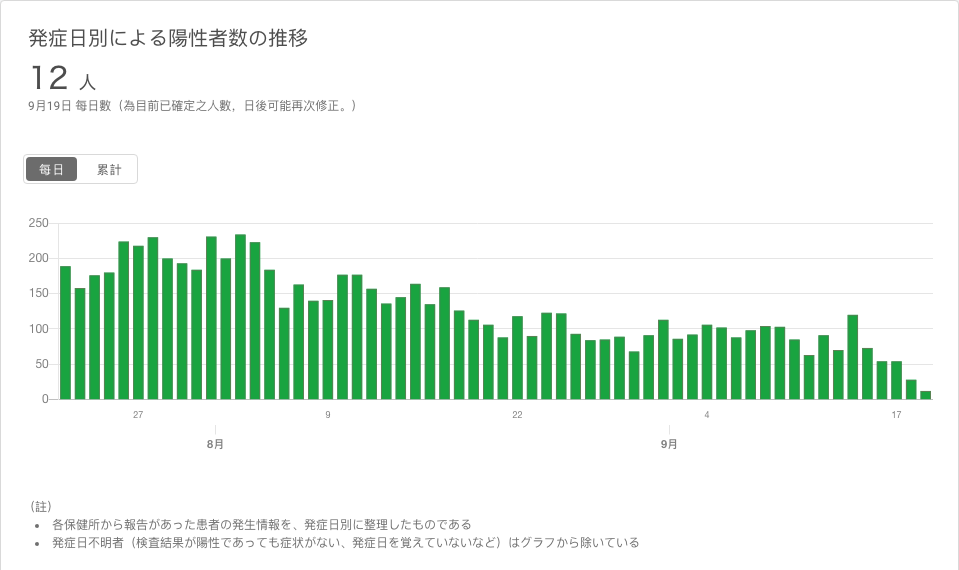 発症日別による陽性者数の推移
12 人
9月19日 每日數（為目前已確定之人數，日後可能再次修正。）
每日 累計
250
200
150
100
50
0
27 9 22 4 17
8月 9月
（註）
• 各保健所から報告があった患者の発生情報を、発症日別に整理したものである
• 発症日不明者（検査結果が陽性であっても症状がない、発症日を覚えていないなど）はグラフから除いている